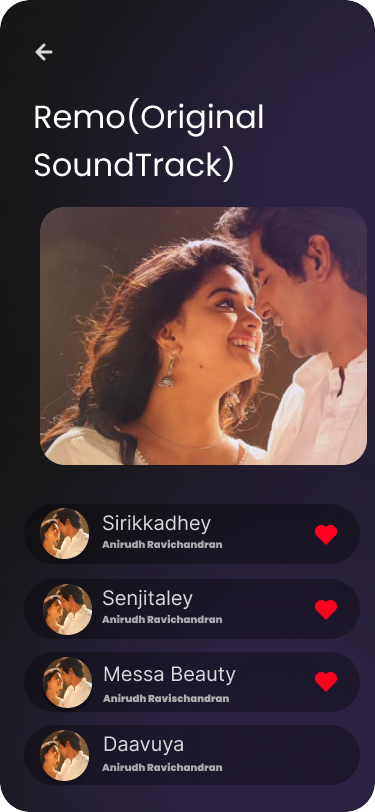 Remo(Original
SoundTrack)
Sirikkadhey
Anirudh Ravichandran
Senjitaley
Anirudh Ravichandran
Messa Beauty
Anirudh Ravischandran
Daavuya
Anirudh Ravichandran